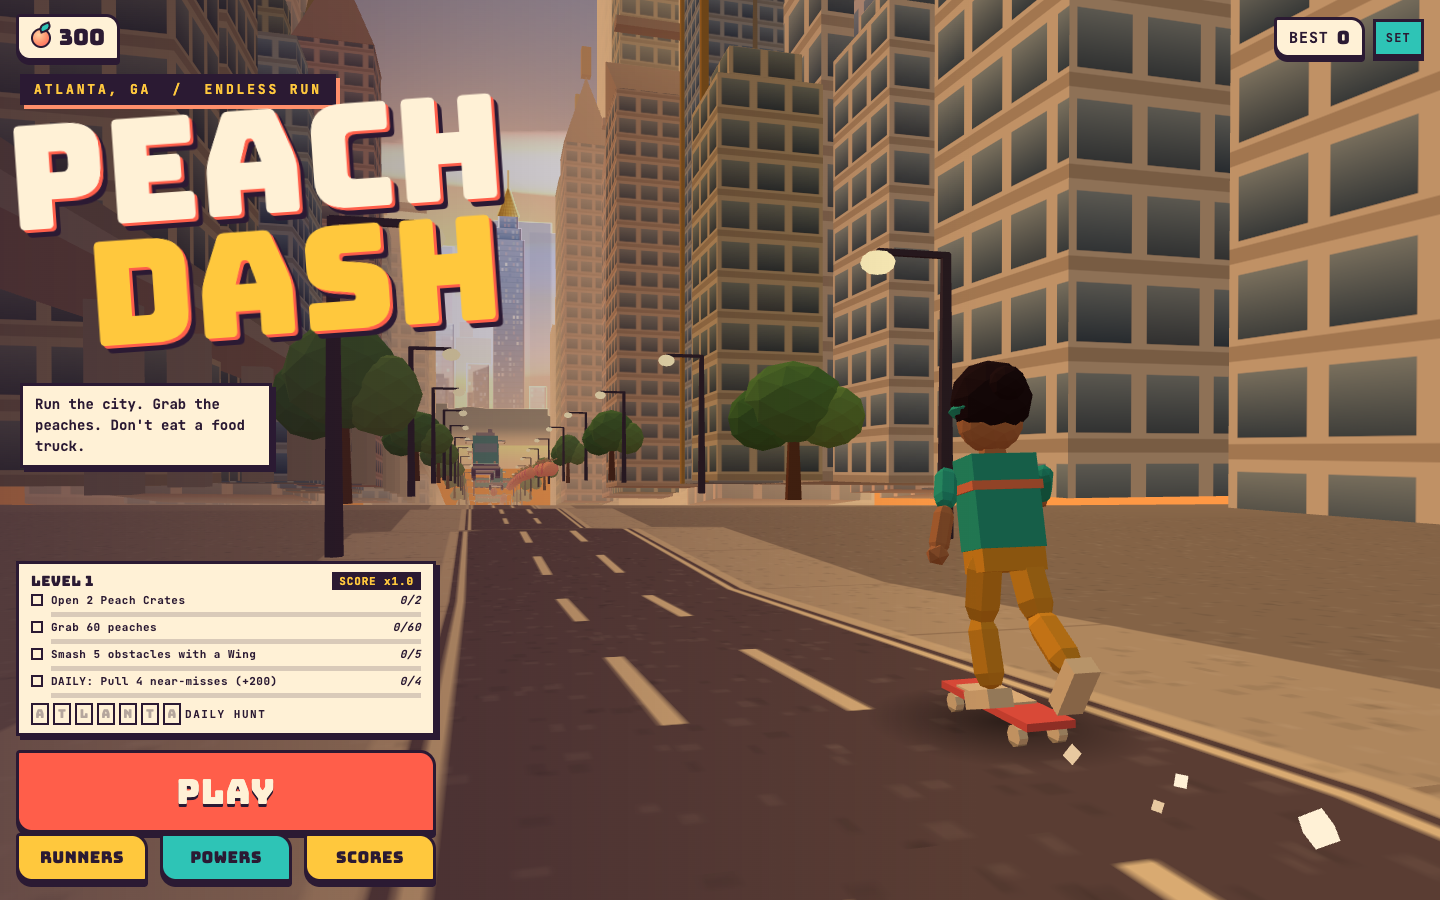 300
BEST 0
SET
ATLANTA, GA / ENDLESS RUN
PEACH
DASH
Run the city. Grab the
peaches. Don't eat a food
truck.
LEVEL 1
SCORE x1.0
Open 2 Peach Crates 0/2
Grab 60 peaches 0/60
Smash 5 obstacles with a Wing 0/5
DAILY: Pull 4 near-misses (+200) 0/4
ATLANTA DAILY HUNT
PLAY
RUNNERS
POWERS
SCORES